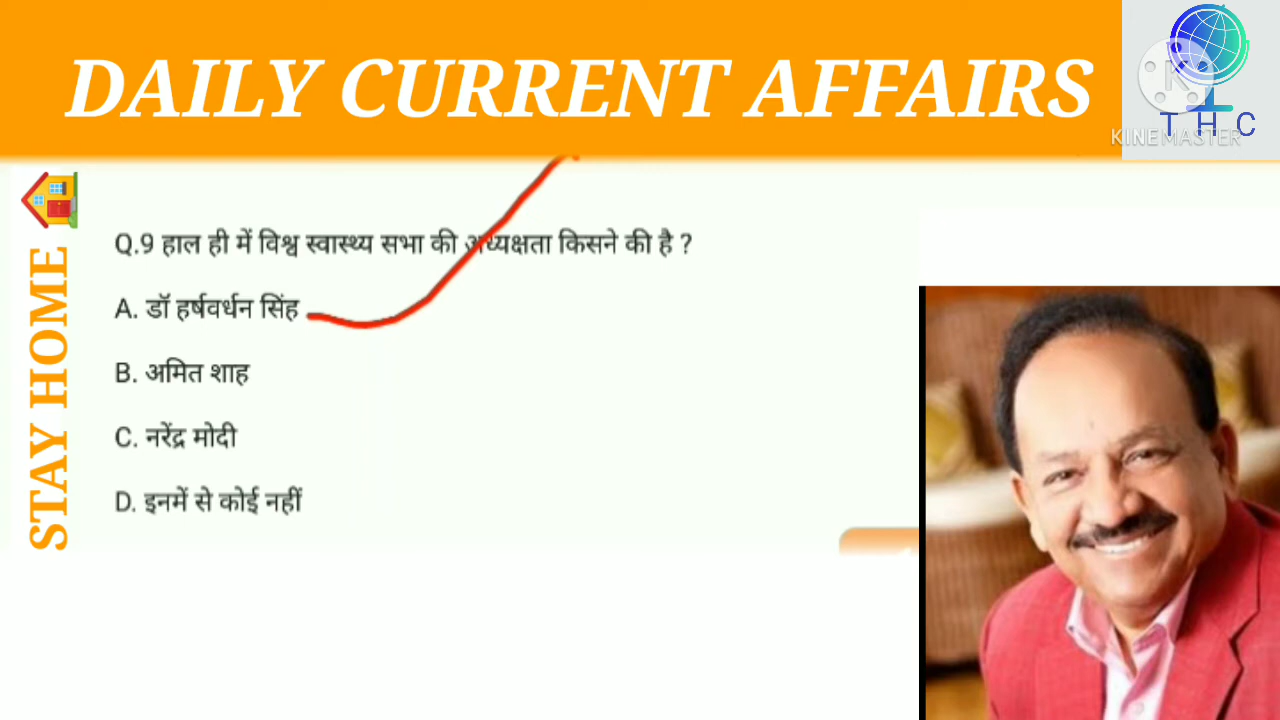 DAILY CURRENT AFFAIRS
K
T H C
KINEMASTER
STAY HOME
Q.9 हाल ही में विश्व स्वास्थ्य सभा की अध्यक्षता किसने की है ?
A. डॉ हर्षवर्धन सिंह
B. अमित शाह
C. नरेंद्र मोदी
D. इनमें से कोई नहीं